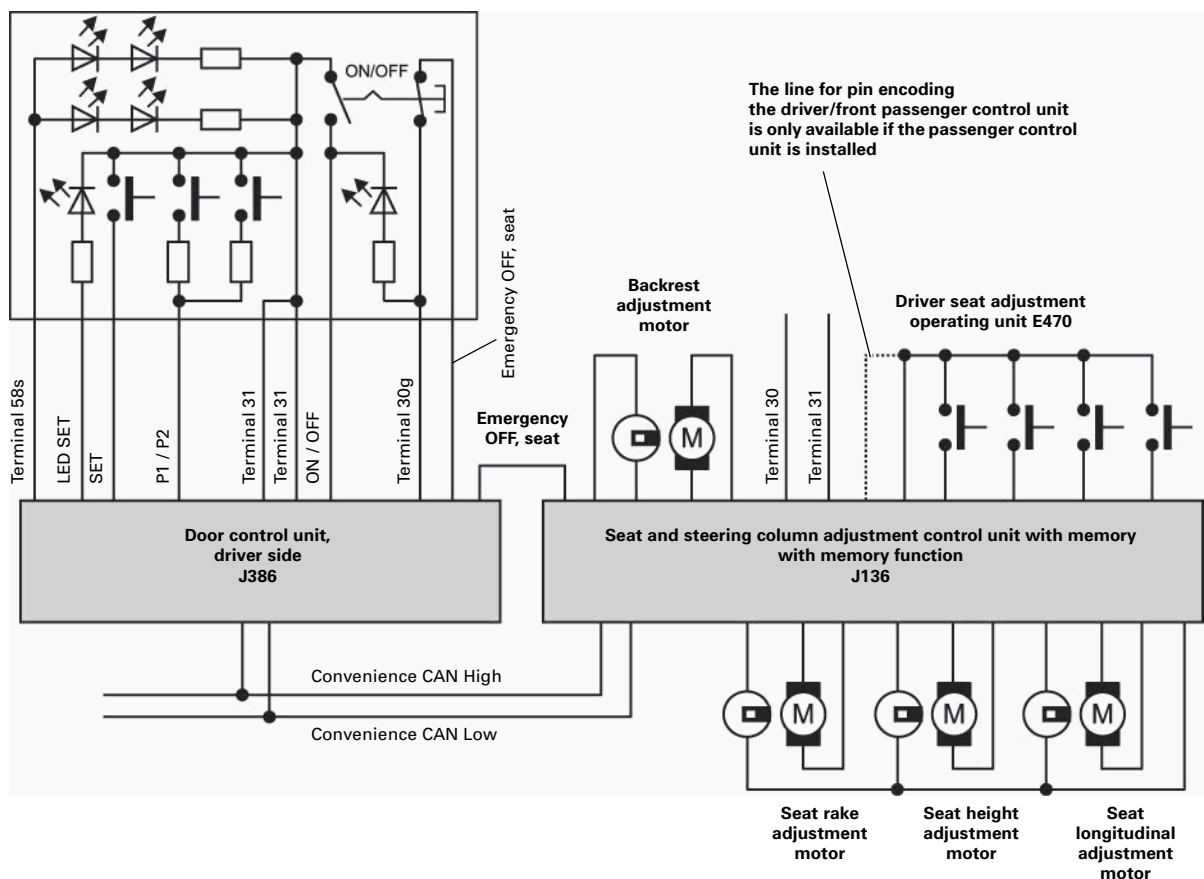 ON/OFF
The line for pin encoding
the driver/front passenger control unit
is only available if the passenger control
unit is installed
Emergency OFF, seat
Backrest
adjustment
motor
Driver seat adjustment
operating unit E470
Terminal 58s
LED SET
SET
P1 / P2
Terminal 31
Terminal 31
ON / OFF
Terminal 30g
Emergency
OFF, seat
Terminal 30
Terminal 31
M
Door control unit,
driver side
J386
Seat and steering column adjustment control unit with memory
with memory function
J136
Convenience CAN High
Convenience CAN Low
M
M
M
Seat rake
adjustment
motor
Seat height
adjustment
motor
Seat
longitudinal
adjustment
motor